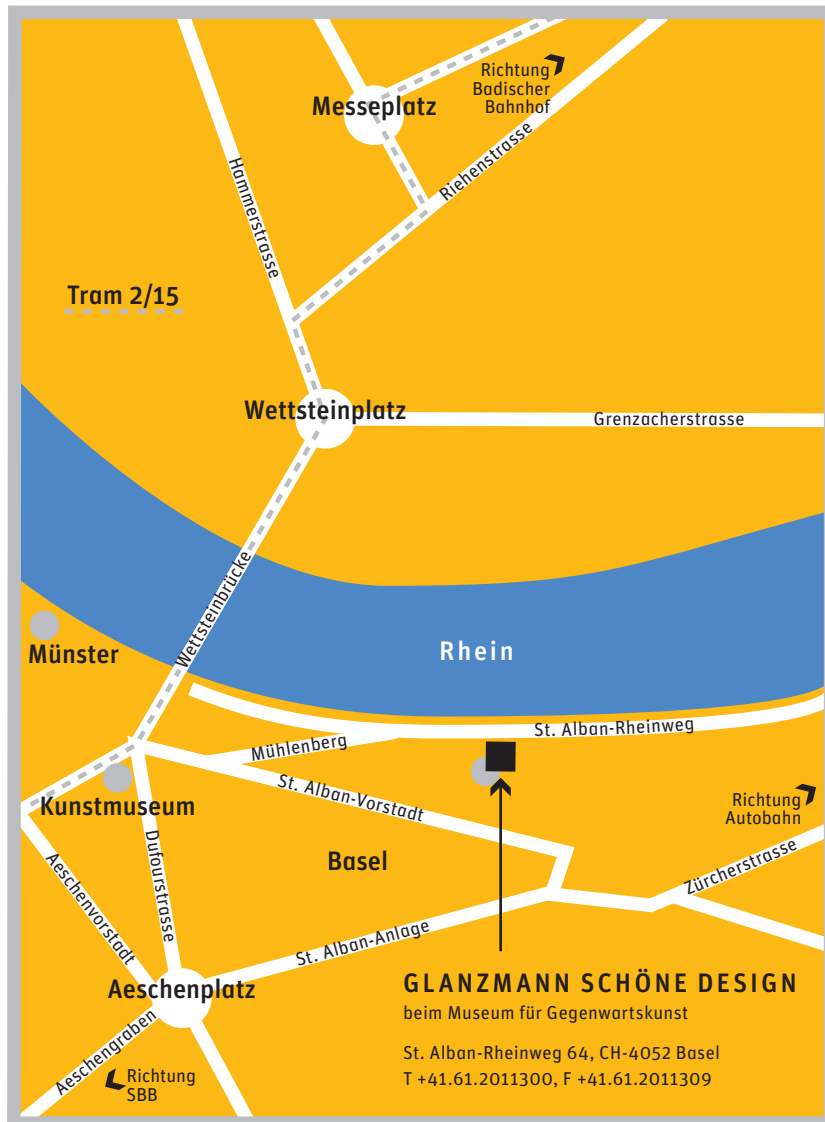 Richtung
Badischer
Bahnhof
Messeplatz
Riehenstrasse
Hammerstrasse
Tram 2/15
Wettsteinplatz
Grenzacherstrasse
Wettsteinbrücke
Rhein
Münster
St. Alban-Rheinweg
Mühlenberg
Kunstmuseum
St. Alban-Vorstadt
Richtung
Autobahn
Dufourstrasse
Basel
Zürcherstrasse
Aeschenvorstadt
St. Alban-Anlage
Aeschenplatz
GLANZMANN SCHÖNE DESIGN
beim Museum für Gegenwartskunst
St. Alban-Rheinweg 64, CH-4052 Basel
T +41.61.2011300, F +41.61.2011309
Aeschengraben
Richtung
SBB